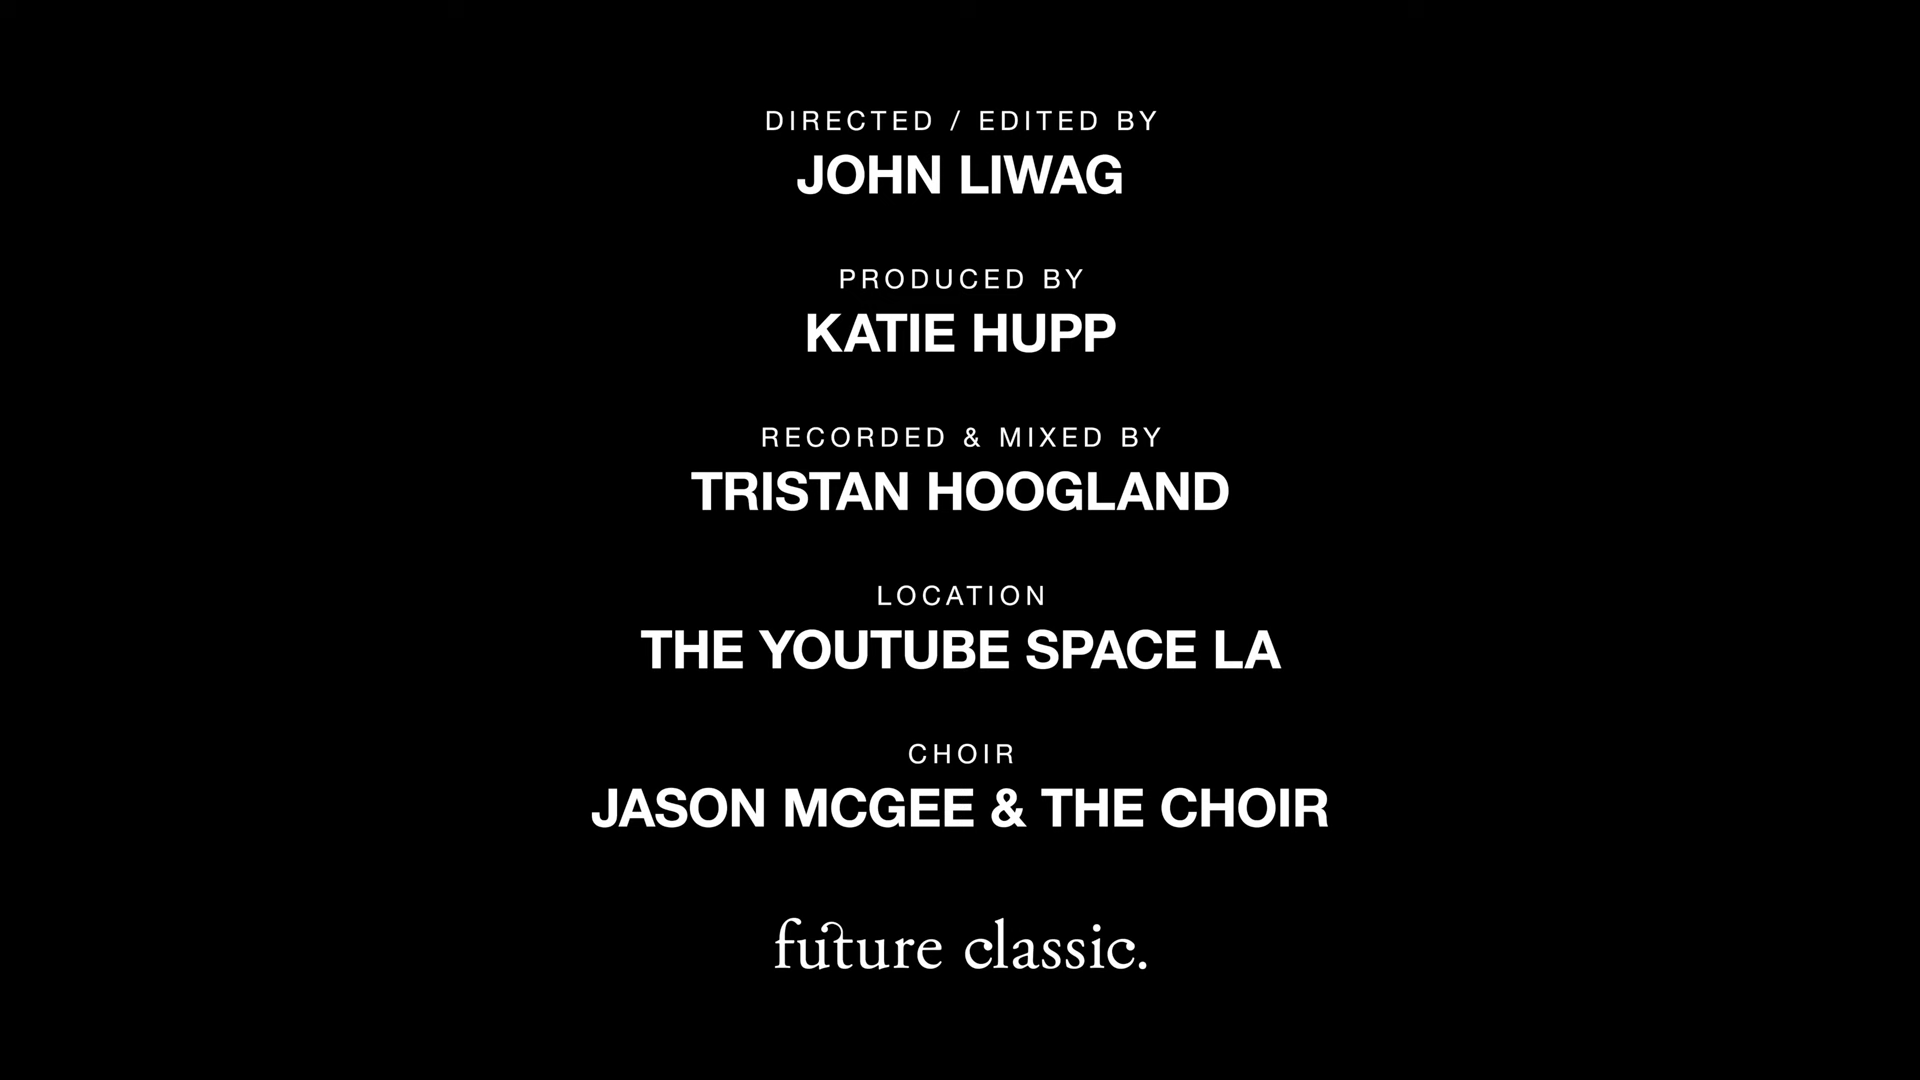 DIRECTED / EDITED BY
JOHN LIWAG
PRODUCED BY
KATIE HUPP
RECORDED & MIXED BY
TRISTAN HOOGLAND
LOCATION
THE YOUTUBE SPACE LA
CHOIR
JASON MCGEE & THE CHOIR
future classic.